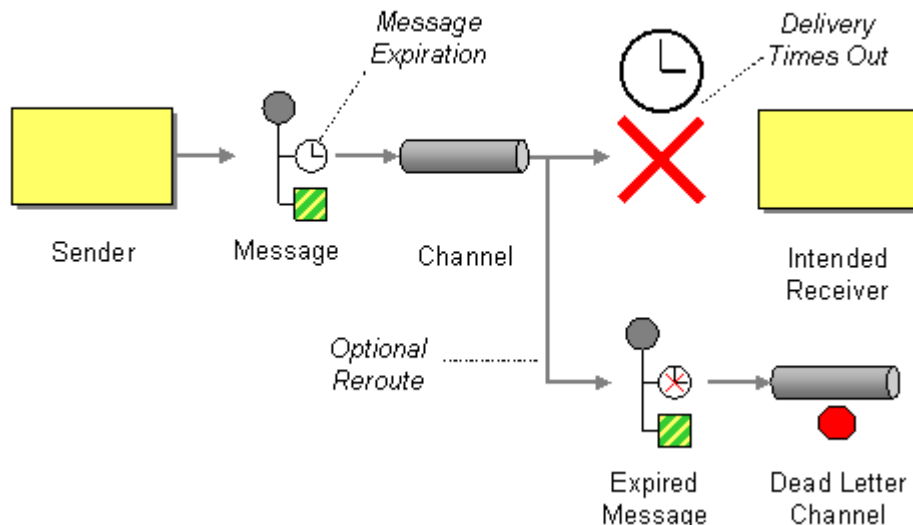 Message
Expiration
Delivery
Times Out
Sender
Message
Channel
Intended
Receiver
Optional
Reroute
Expired
Message
Dead Letter
Channel